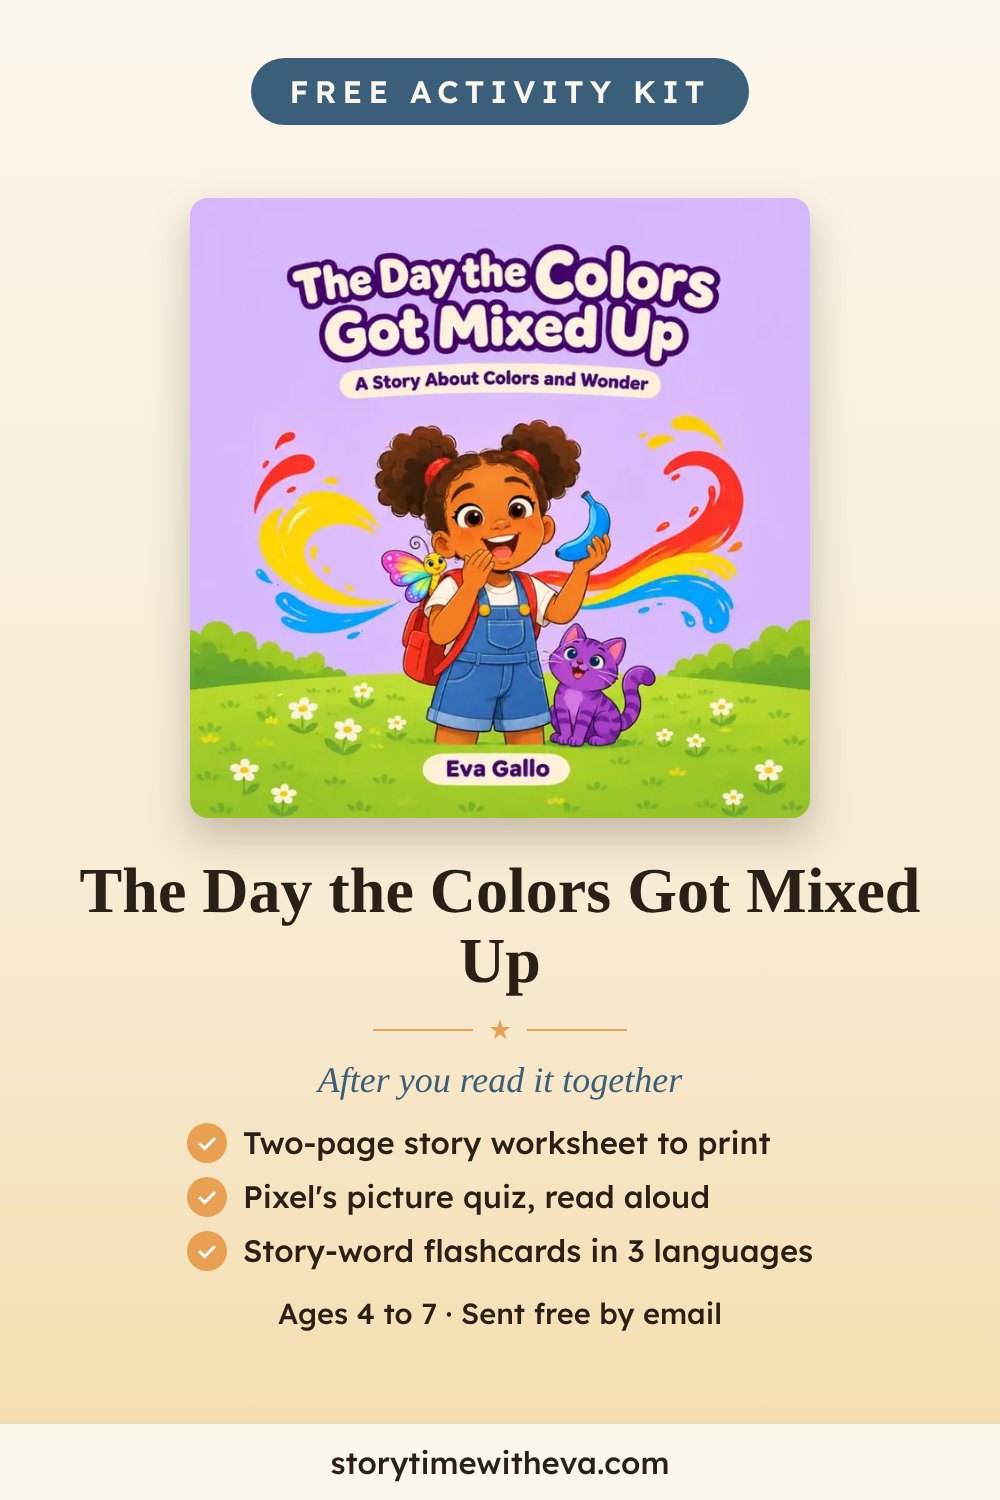 FREE ACTIVITY KIT
The Day the Colors
Got Mixed Up
A Story About Colors and Wonder
Eva Gallo
The Day the Colors Got Mixed
Up
After you read it together
Two-page story worksheet to print
Pixel's picture quiz, read aloud
Story-word flashcards in 3 languages
Ages 4 to 7 · Sent free by email
storytimewitheva.com